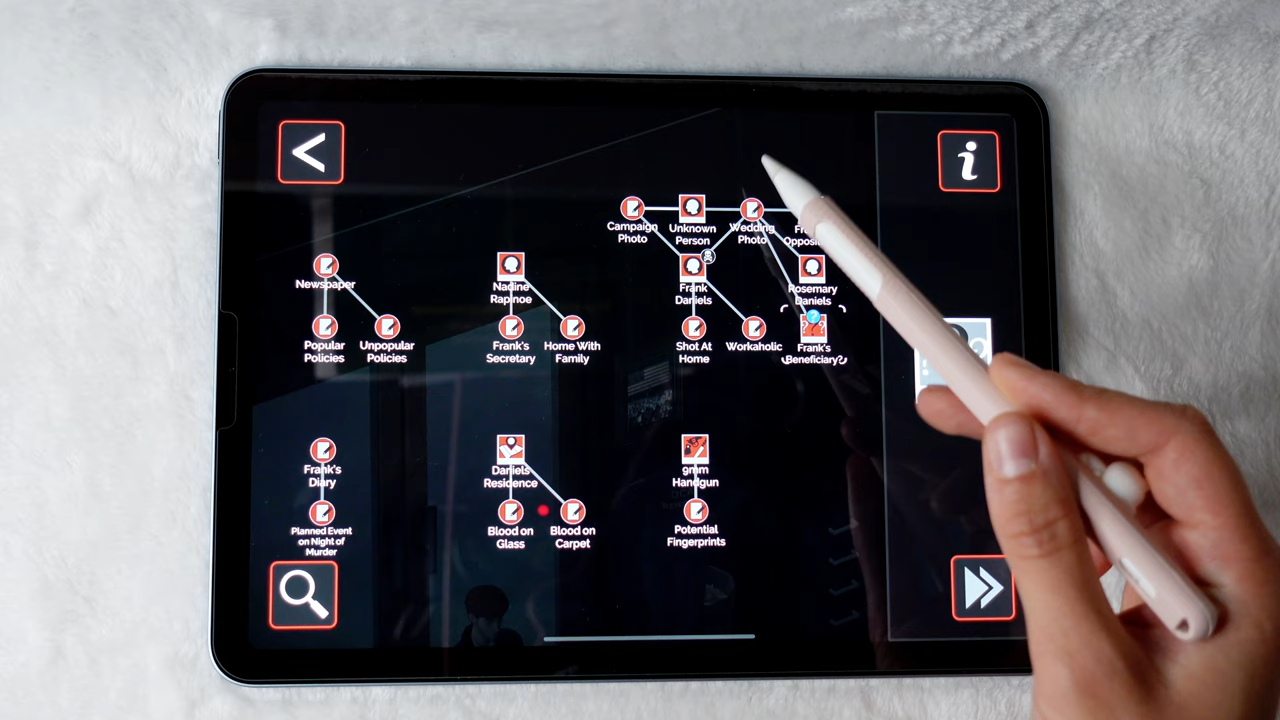 <
i
Campaign
Photo
Unknown
Person
Wedding
Photo
Newspaper
Nadine
Rapinoe
Frank
Daniels
Rosemary
Daniels
Popular
Policies
Unpopular
Policies
Frank's
Secretary
Home With
Family
Shot At
Home
Workaholic
Frank's
Beneficiary?
Frank's
Diary
Daniels
Residence
9mm
Handgun
Planned Event
on Night of
Murder
Blood on
Glass
Blood on
Carpet
Potential
Fingerprints